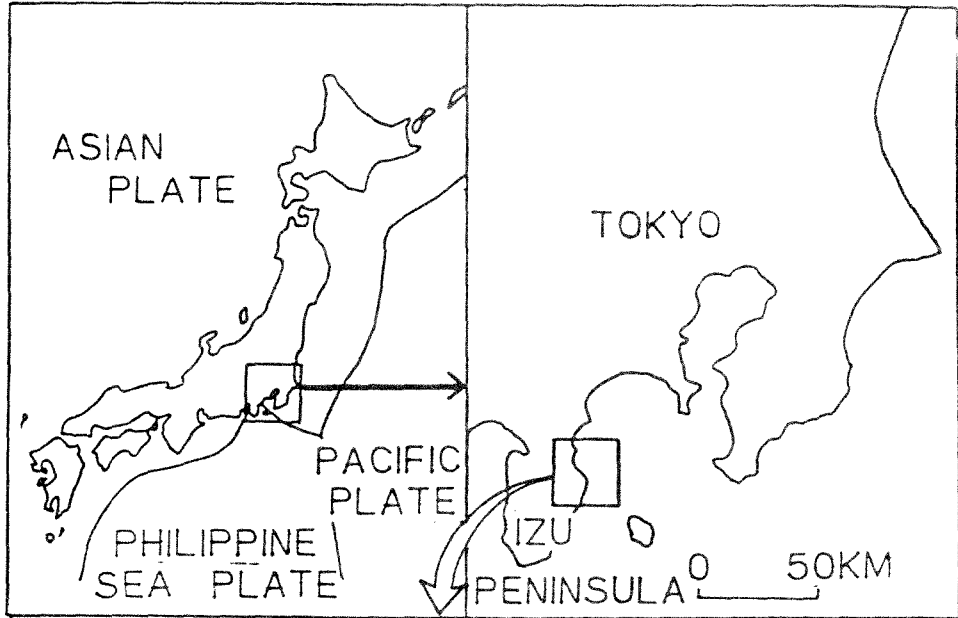 ASIAN
PLATE
PACIFIC
PLATE
PHILIPPINE
SEA PLATE
TOKYO
IZU
PENINSULA
0 50KM